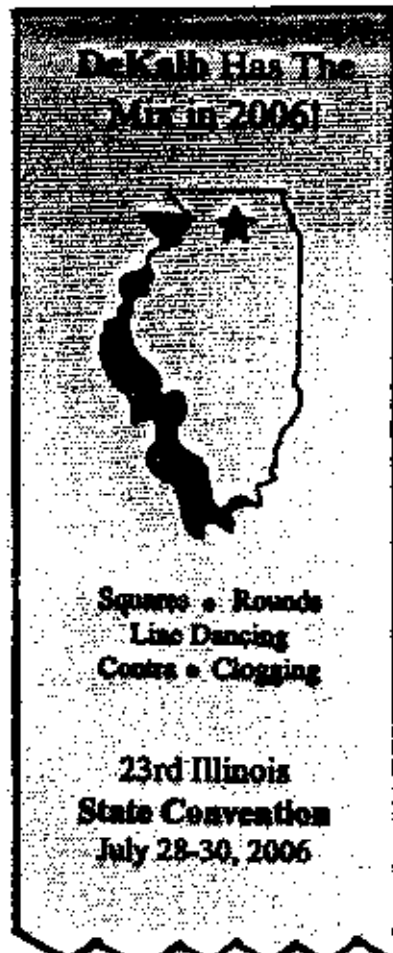 DeKalb Has The
Mix in 2006!
Squares • Rounds
Line Dancing
Contra • Clogging
23rd Illinois
State Convention
July 28-30, 2006